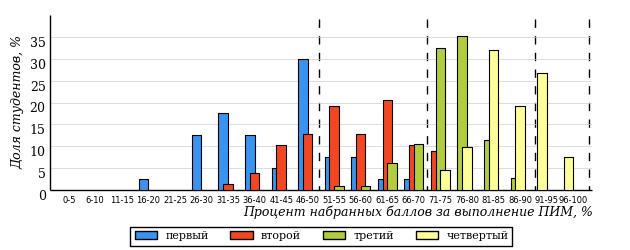 Доля студентов, %
35
30
25
20
15
10
5
0
0-5 6-10 11-15 16-20 21-25 26-30 31-35 36-40 41-45 46-50 51-55 56-60 61-65 66-70 71-75 76-80 81-85 86-90 91-95 96-100
Процент набранных баллов за выполнение ПИМ, %
первый второй третий четвертый